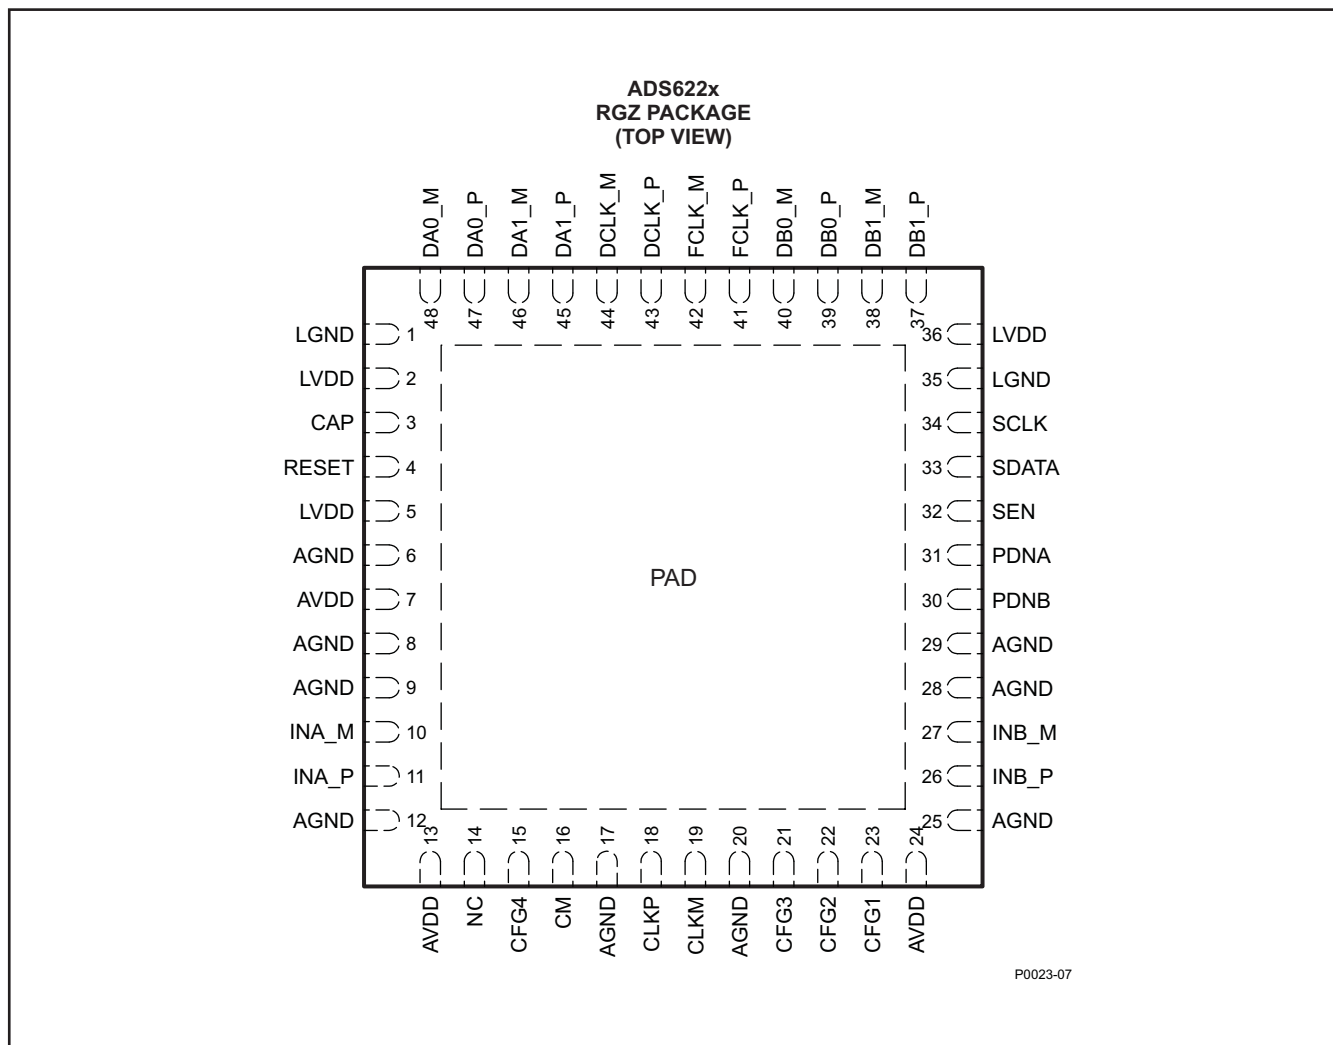 ADS622x
RGZ PACKAGE
(TOP VIEW)
DA0_M
DA0_P
DA1_M
DA1_P
DCLK_M
DCLK_P
FCLK_M
FCLK_P
DB0_M
DB0_P
DB1_M
DB1_P
48
47
46
45
44
43
42
41
40
39
38
37
LGND 1
LVDD 2
CAP 3
RESET 4
LVDD 5
AGND 6
AVDD 7
AGND 8
AGND 9
INA_M 10
INA_P 11
AGND 12
PAD
36 LVDD
35 LGND
34 SCLK
33 SDATA
32 SEN
31 PDNA
30 PDNB
29 AGND
28 AGND
27 INB_M
26 INB_P
25 AGND
13
14
15
16
17
18
19
20
21
22
23
24
AVDD
NC
CFG4
CM
AGND
CLKP
CLKM
AGND
CFG3
CFG2
CFG1
AVDD
P0023-07